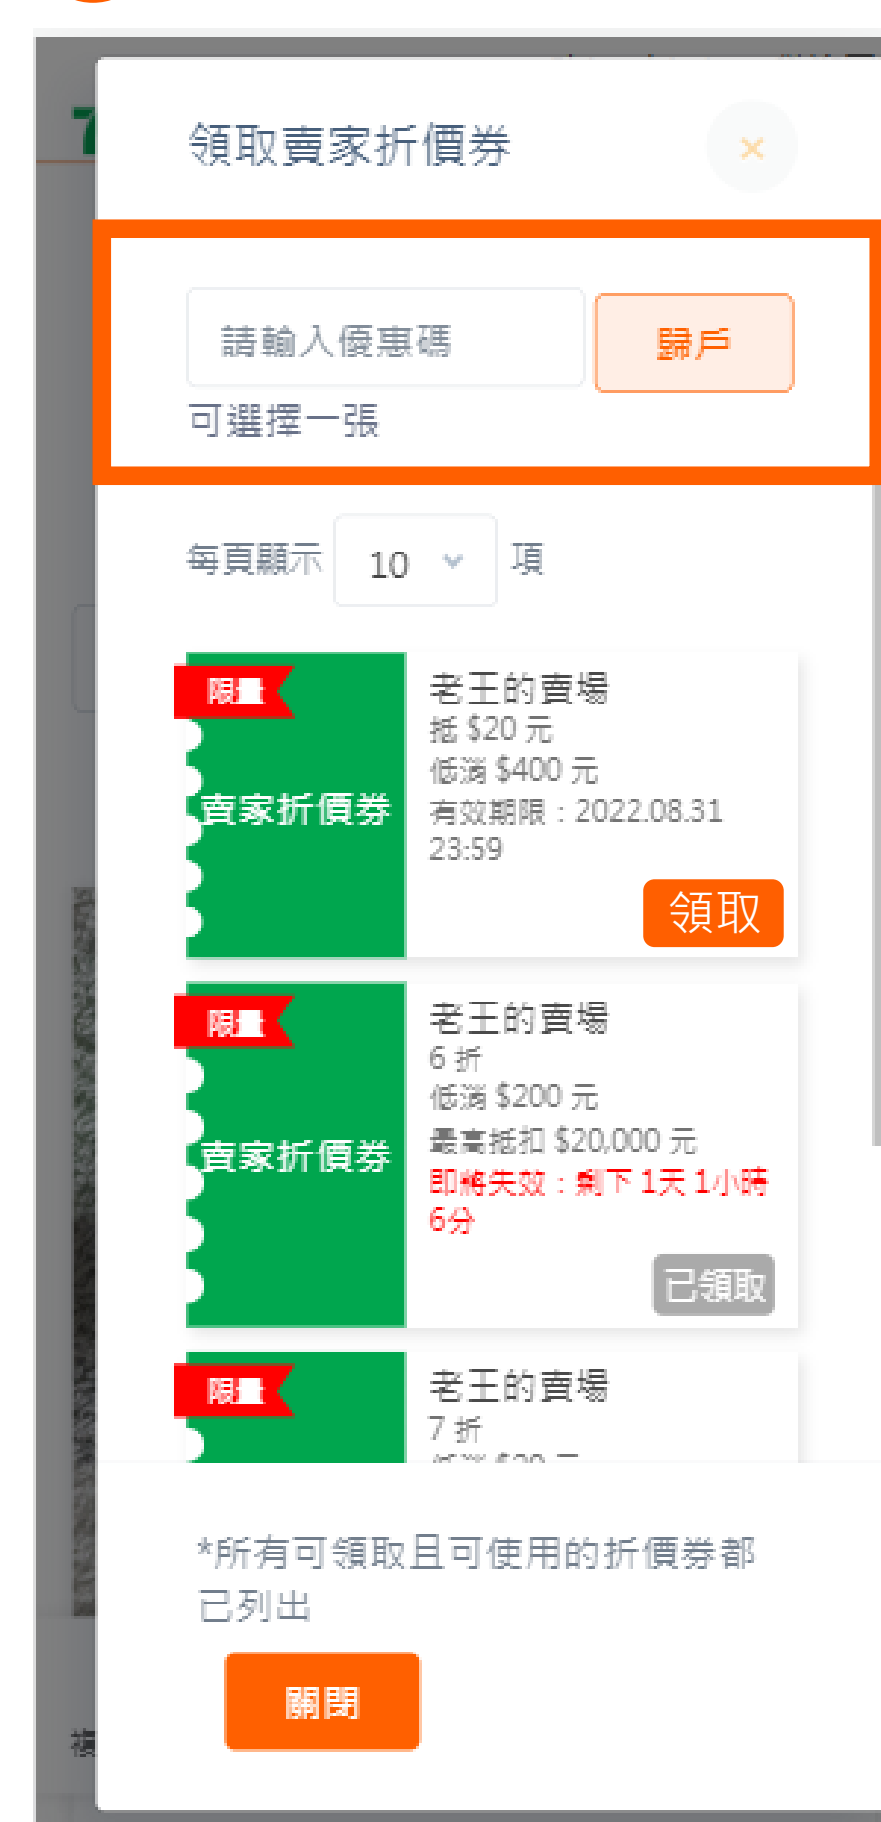 領取賣家折價券
×
請輸入優惠碼
歸戶
可選擇一張
每頁顯示 10 項
限量
賣家折價券
老王的賣場
抵 $20 元
低消 $400 元
有效期限：2022.08.31
23:59
領取
限量
賣家折價券
老王的賣場
6 折
低消 $200 元
最高抵扣 $20,000 元
即將失效：剩下 1天 1小時
6分
已領取
限量
老王的賣場
7 折
*所有可領取且可使用的折價券都
已列出
關閉